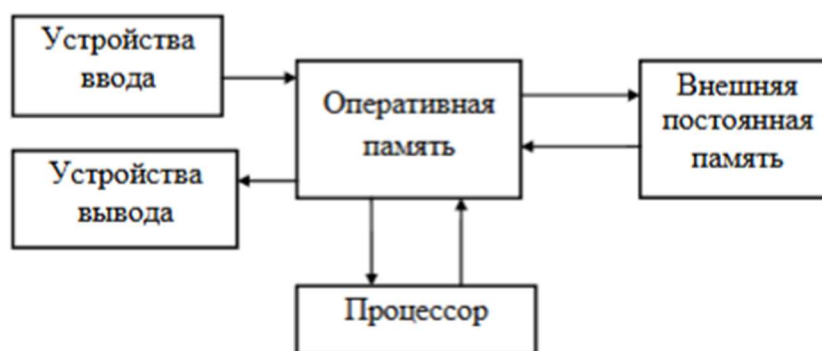 Устройства
ввода
Оперативная
память
Внешняя
постоянная
память
Устройства
вывода
Процессор